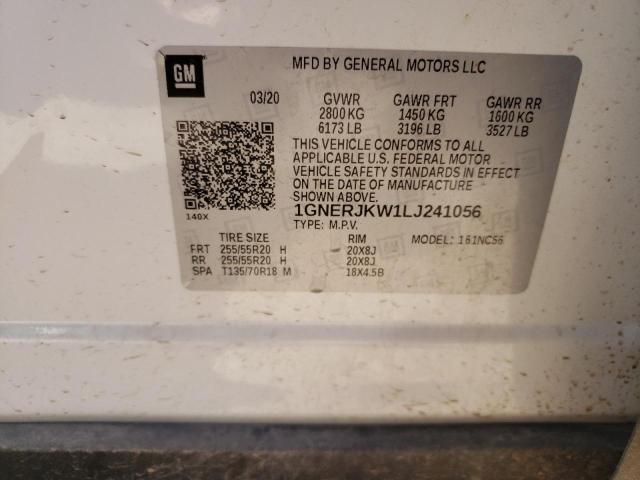 GM
MFD BY GENERAL MOTORS LLC
03/20 GVWR GAWR FRT GAWR RR
2800 KG 1450 KG 1600 KG
6173 LB 3196 LB 3527 LB
THIS VEHICLE CONFORMS TO ALL
APPLICABLE U.S. FEDERAL MOTOR
VEHICLE SAFETY STANDARDS IN EFFECT
ON THE DATE OF MANUFACTURE
SHOWN ABOVE.
140X
1GNERJKW1LJ241056
TYPE: M.P.V.
TIRE SIZE RIM MODEL: 161NC56
FRT 255/55R20 H 20X8J
RR 255/55R20 H 20X8J
SPA T135/70R18 M 18X4.5B